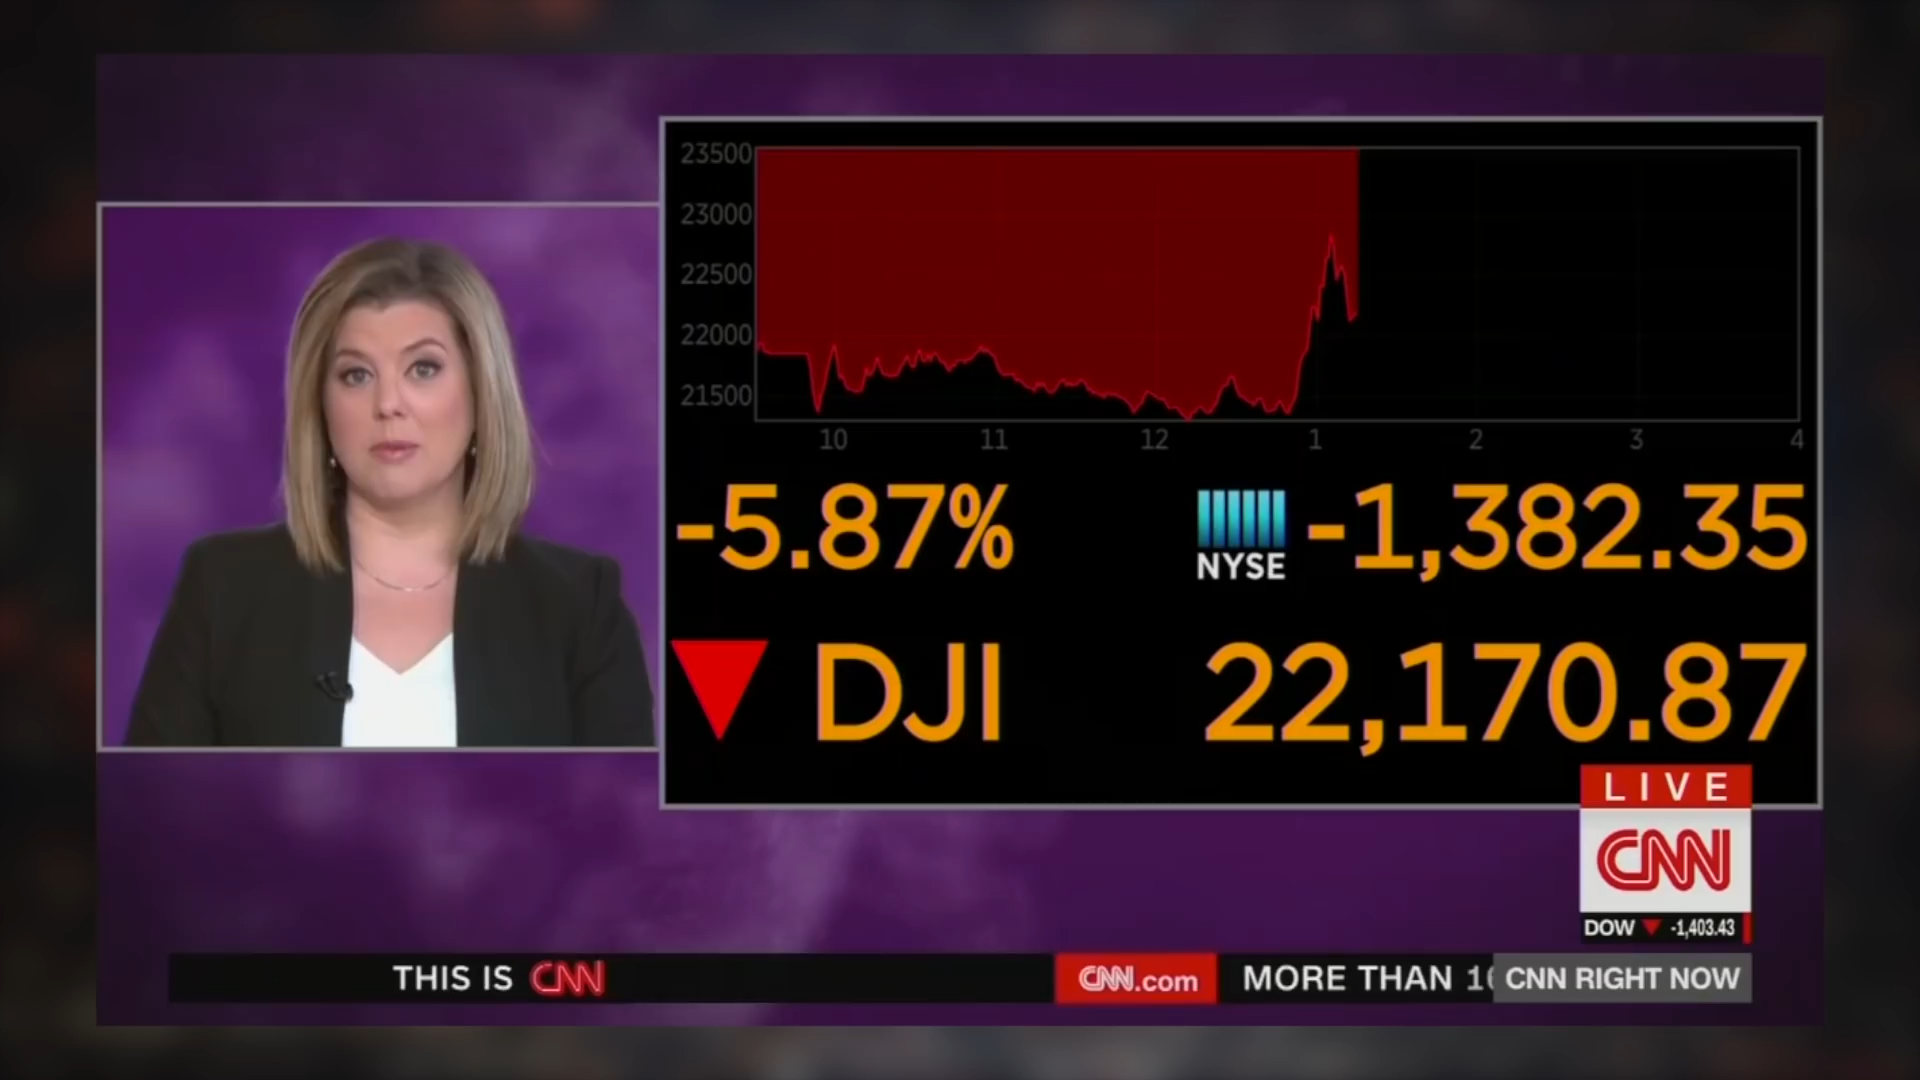 23500
23000
22500
22000
21500
10 11 12 1 2 3 4
-5.87% NYSE -1,382.35
DJI 22,170.87
LIVE
CNN
DOW -1,403.43
THIS IS CNN
CNN.com MORE THAN
CNN RIGHT NOW